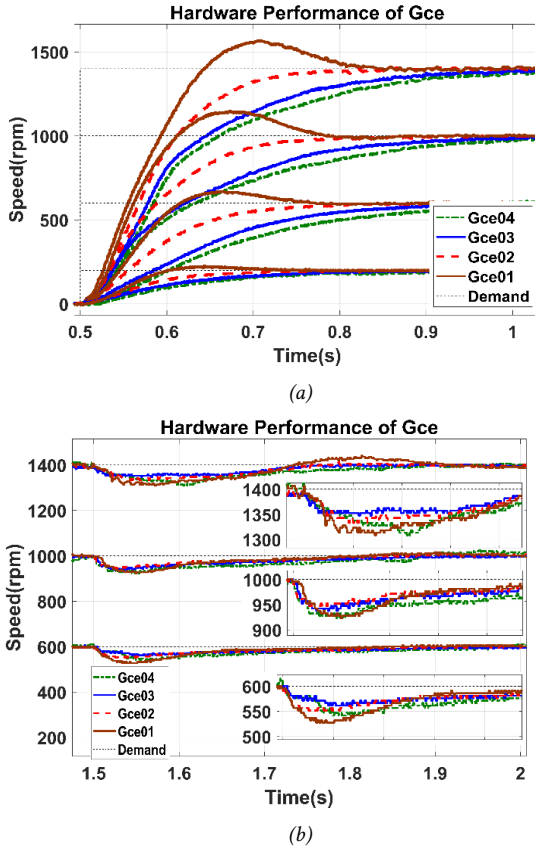 Hardware Performance of Gce
Speed(rpm)
1500
1000
500
0
0.5 0.6 0.7 0.8 0.9 1
Time(s)
Gce04
Gce03
Gce02
Gce01
Demand
(a)
Hardware Performance of Gce
Speed(rpm)
1400
1200
1000
800
600
400
200
1400
1350
1300
1000
950
900
600
550
500
Gce04
Gce03
Gce02
Gce01
Demand
1.5 1.6 1.7 1.8 1.9 2
Time(s)
(b)